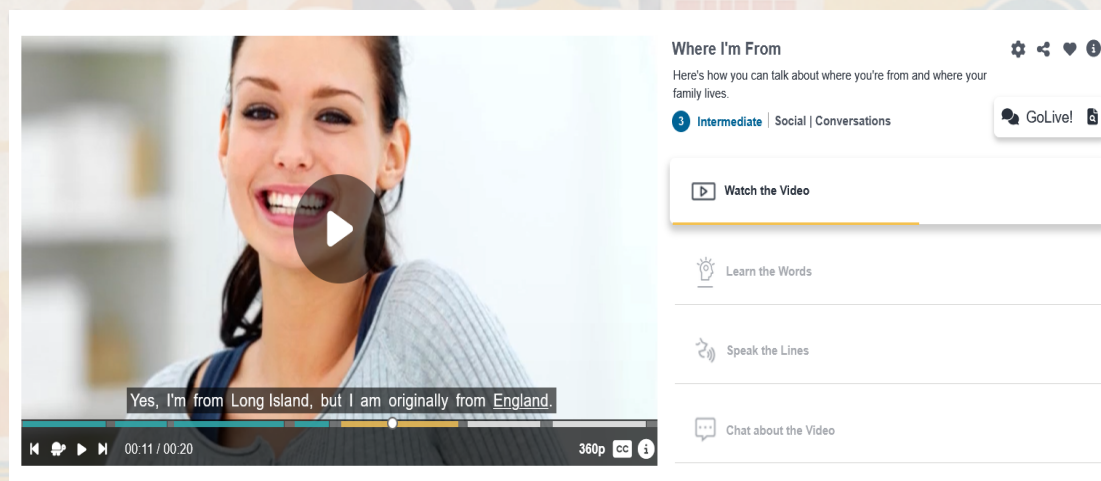 Where I'm From
Here's how you can talk about where you're from and where your
family lives.
3 Intermediate | Social | Conversations
GoLive!
Watch the Video
Learn the Words
Speak the Lines
Chat about the Video
Yes, I'm from Long Island, but I am originally from England.
00:11 / 00:20
360p CC i